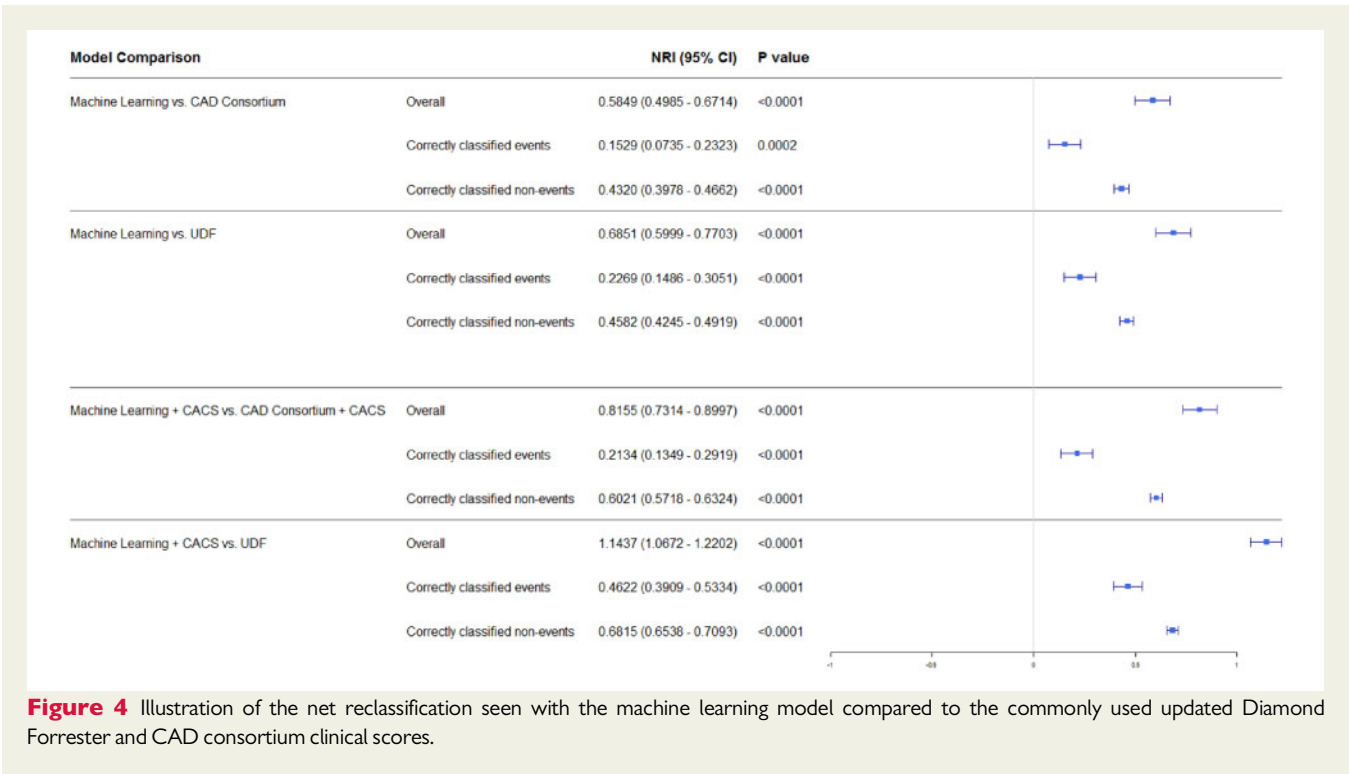 Model Comparison NRI (95% CI) P value
Machine Learning vs. CAD Consortium Overall 0.5849 (0.4985 - 0.6714) <0.0001
Correctly classified events 0.1529 (0.0735 - 0.2323) 0.0002
Correctly classified non-events 0.4320 (0.3978 - 0.4662) <0.0001
Machine Learning vs. UDF Overall 0.6851 (0.5999 - 0.7703) <0.0001
Correctly classified events 0.2269 (0.1486 - 0.3051) <0.0001
Correctly classified non-events 0.4582 (0.4245 - 0.4919) <0.0001
Machine Learning + CACS vs. CAD Consortium + CACS Overall 0.8155 (0.7314 - 0.8997) <0.0001
Correctly classified events 0.2134 (0.1349 - 0.2919) <0.0001
Correctly classified non-events 0.6021 (0.5718 - 0.6324) <0.0001
Machine Learning + CACS vs. UDF Overall 1.1437 (1.0672 - 1.2202) <0.0001
Correctly classified events 0.4622 (0.3909 - 0.5334) <0.0001
Correctly classified non-events 0.6815 (0.6538 - 0.7093) <0.0001
-1 -0.5 0 0.5 1
Figure 4 Illustration of the net reclassification seen with the machine learning model compared to the commonly used updated Diamond
Forrester and CAD consortium clinical scores.